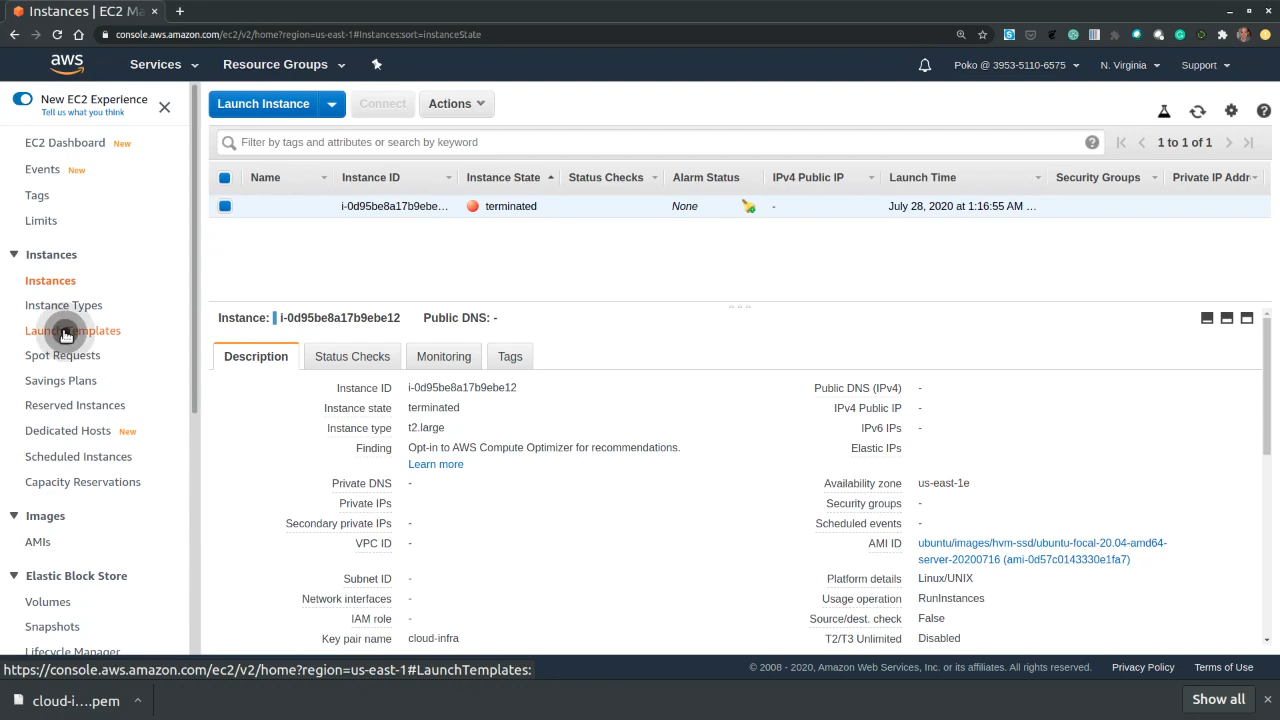 Instances | EC2 Ma
console.aws.amazon.com/ec2/v2/home?region=us-east-1#Instances:sort=instanceState
aws
Services
Resource Groups
Poko @ 3953-5110-6575
N. Virginia
Support
New EC2 Experience
Tell us what you think
EC2 Dashboard New
Events New
Tags
Limits
Instances
Instances
Instance Types
Launch Templates
Spot Requests
Savings Plans
Reserved Instances
Dedicated Hosts New
Scheduled Instances
Capacity Reservations
Images
AMIs
Elastic Block Store
Volumes
Snapshots
Lifecycle Manager
Launch Instance
Connect
Actions
Filter by tags and attributes or search by keyword
1 to 1 of 1
Name Instance ID Instance State Status Checks Alarm Status IPv4 Public IP Launch Time Security Groups Private IP Addr
i-0d95be8a17b9ebe... terminated None - July 28, 2020 at 1:16:55 AM ...
Instance: i-0d95be8a17b9ebe12 Public DNS: -
Description
Status Checks
Monitoring
Tags
Instance ID i-0d95be8a17b9ebe12
Instance state terminated
Instance type t2.large
Finding Opt-in to AWS Compute Optimizer for recommendations.
Learn more
Private DNS -
Private IPs
Secondary private IPs -
VPC ID -
Subnet ID -
Network interfaces -
IAM role -
Key pair name cloud-infra
Public DNS (IPv4) -
IPv4 Public IP -
IPv6 IPs -
Elastic IPs
Availability zone us-east-1e
Security groups -
Scheduled events -
AMI ID ubuntu/images/hvm-ssd/ubuntu-focal-20.04-amd64-
server-20200716 (ami-0d57c0143330e1fa7)
Platform details Linux/UNIX
Usage operation RunInstances
Source/dest. check False
T2/T3 Unlimited Disabled
https://console.aws.amazon.com/ec2/v2/home?region=us-east-1#LaunchTemplates:
© 2008 - 2020, Amazon Web Services, Inc. or its affiliates. All rights reserved.
Privacy Policy
Terms of Use
cloud-i....pem
Show all